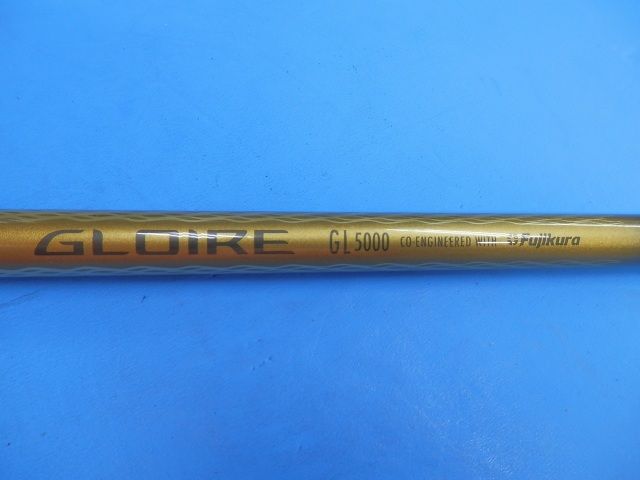 GLOIRE GL5000 CO-ENGINEERED WITH Fujikura